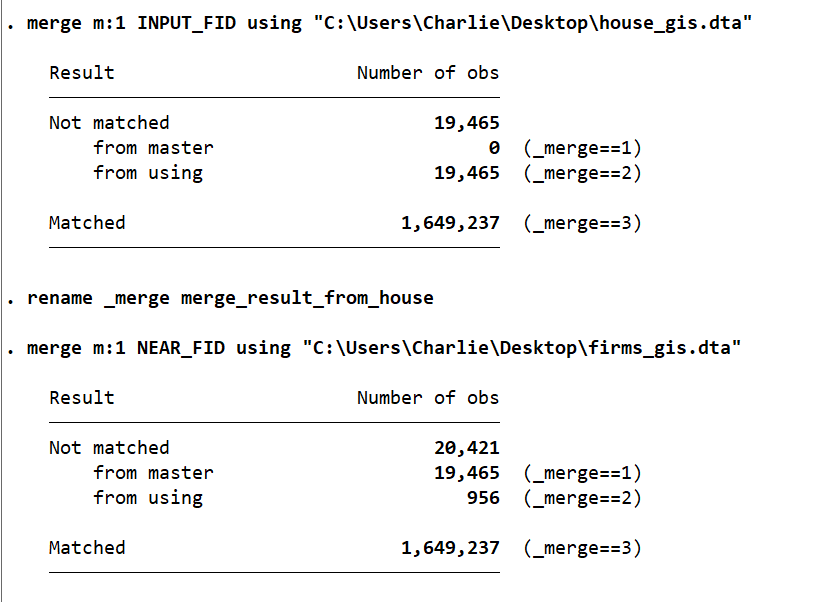 . merge m:1 INPUT_FID using "C:\Users\Charlie\Desktop\house_gis.dta"
Result Number of obs
Not matched 19,465
from master 0 (_merge==1)
from using 19,465 (_merge==2)
Matched 1,649,237 (_merge==3)
. rename _merge merge_result_from_house
. merge m:1 NEAR_FID using "C:\Users\Charlie\Desktop\firms_gis.dta"
Result Number of obs
Not matched 20,421
from master 19,465 (_merge==1)
from using 956 (_merge==2)
Matched 1,649,237 (_merge==3)